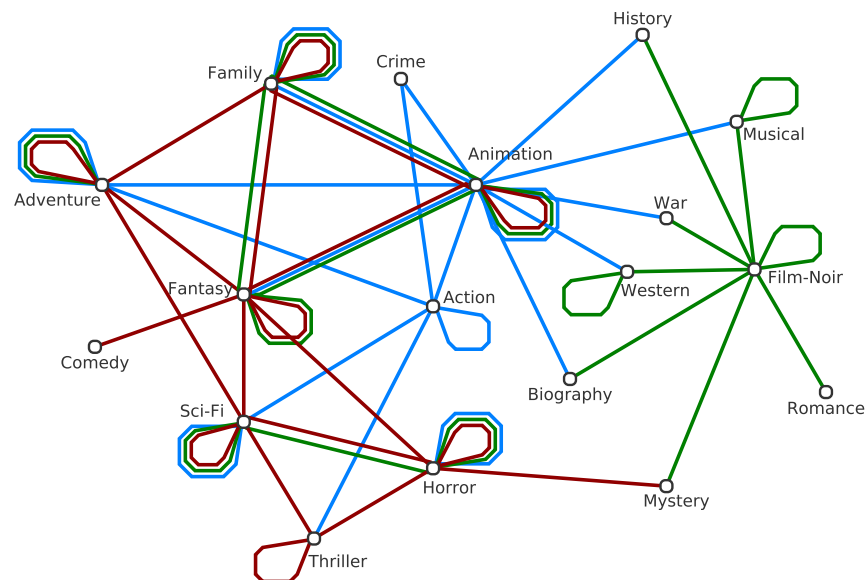 History
Crime
Family
Musical
Animation
Adventure
War
Film-Noir
Fantasy
Western
Action
Comedy
Biography
Romance
Sci-Fi
Horror
Mystery
Thriller